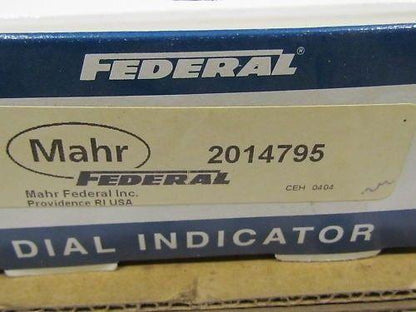 FEDERAL®
Mahr 2014795
FEDERAL
CEH 0404
Mahr Federal Inc.
Providence RI USA
DIAL INDICATOR